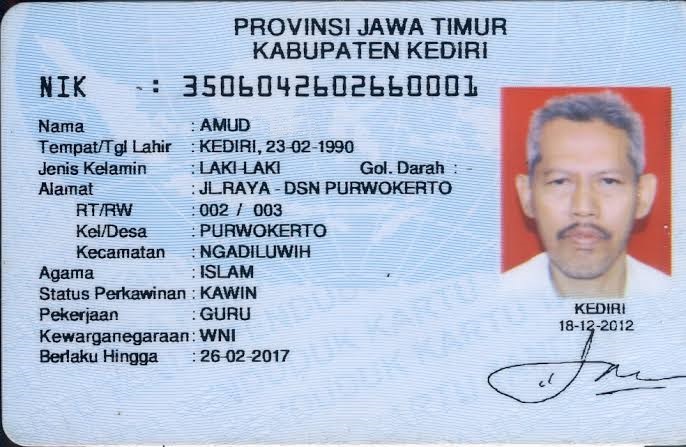 PROVINSI JAWA TIMUR
KABUPATEN KEDIRI
NIK : 3506042602660001
Nama : AMUD
Tempat/Tgl Lahir : KEDIRI, 23-02-1990
Jenis Kelamin : LAKI-LAKI Gol. Darah : -
Alamat : JL.RAYA - DSN PURWOKERTO
RT/RW : 002 / 003
Kel/Desa : PURWOKERTO
Kecamatan : NGADILUWIH
Agama : ISLAM
Status Perkawinan : KAWIN
Pekerjaan : GURU
Kewarganegaraan: WNI
Berlaku Hingga : 26-02-2017
KEDIRI
18-12-2012